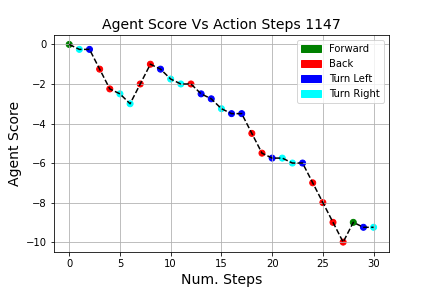 Agent Score Vs Action Steps 1147
Agent Score
0
−2
−4
−6
−8
−10
Forward
Back
Turn Left
Turn Right
0 5 10 15 20 25 30
Num. Steps